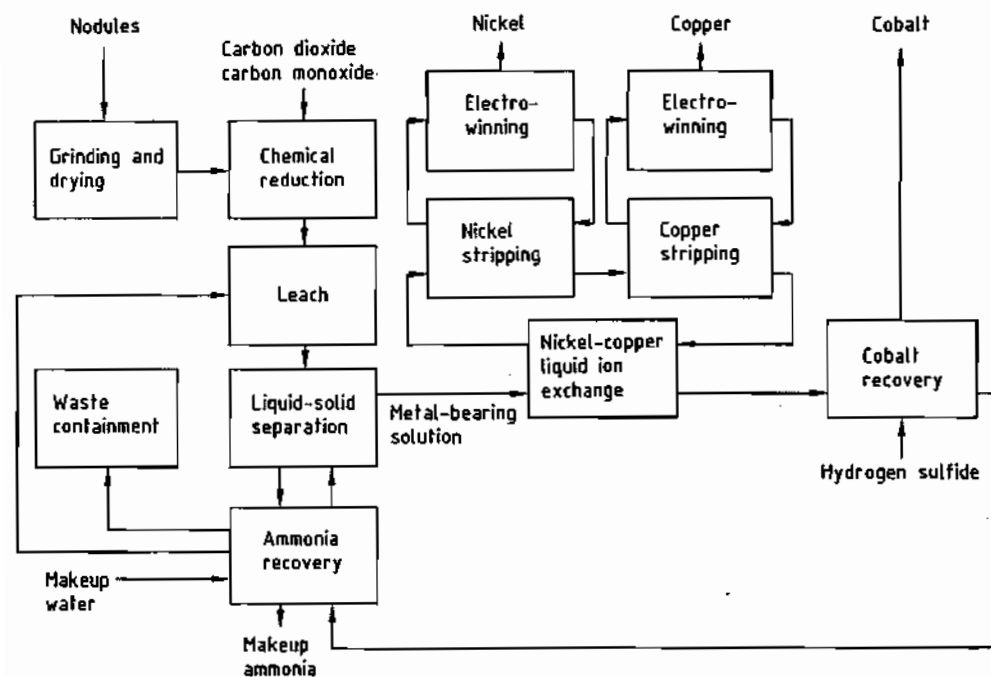 Nodules
Carbon dioxide
carbon monoxide
Nickel
Copper
Cobalt
Grinding and
drying
Chemical
reduction
Electro-
winning
Electro-
winning
Nickel
stripping
Copper
stripping
Leach
Nickel-copper
liquid ion
exchange
Cobalt
recovery
Waste
containment
Liquid-solid
separation
Metal-bearing
solution
Hydrogen sulfide
Ammonia
recovery
Makeup
water
Makeup
ammonia